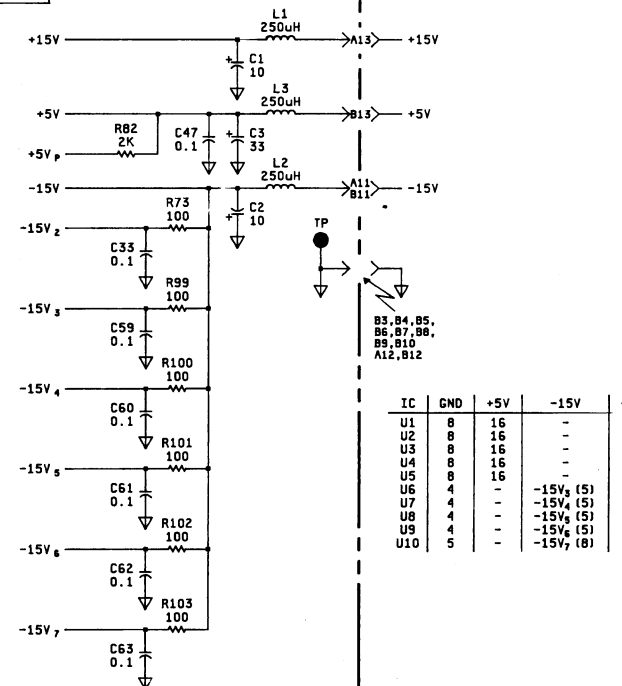 L1
250uH
+15V
A13
+15V
+ C1
10
L3
250uH
+5V
B13
+5V
R82
2K
C47
0.1
+ C3
33
+5V P
L2
250uH
-15V
A11
B11
-15V
R73
100
+ C2
10
TP
-15V 2
C33
0.1
R99
100
B3,B4,B5,
B6,B7,B8,
B9,B10
A12,B12
-15V 3
C59
0.1
R100
100
-15V 4
C60
0.1
R101
100
-15V 5
C61
0.1
R102
100
-15V 6
C62
0.1
R103
100
-15V 7
C63
0.1
IC GND +5V -15V
U1 8 16 -
U2 8 16 -
U3 8 16 -
U4 8 16 -
U5 8 16 -
U6 4 - -15V3 (5)
U7 4 - -15V4 (5)
U8 4 - -15V5 (5)
U9 4 - -15V6 (5)
U10 5 - -15V7 (8)